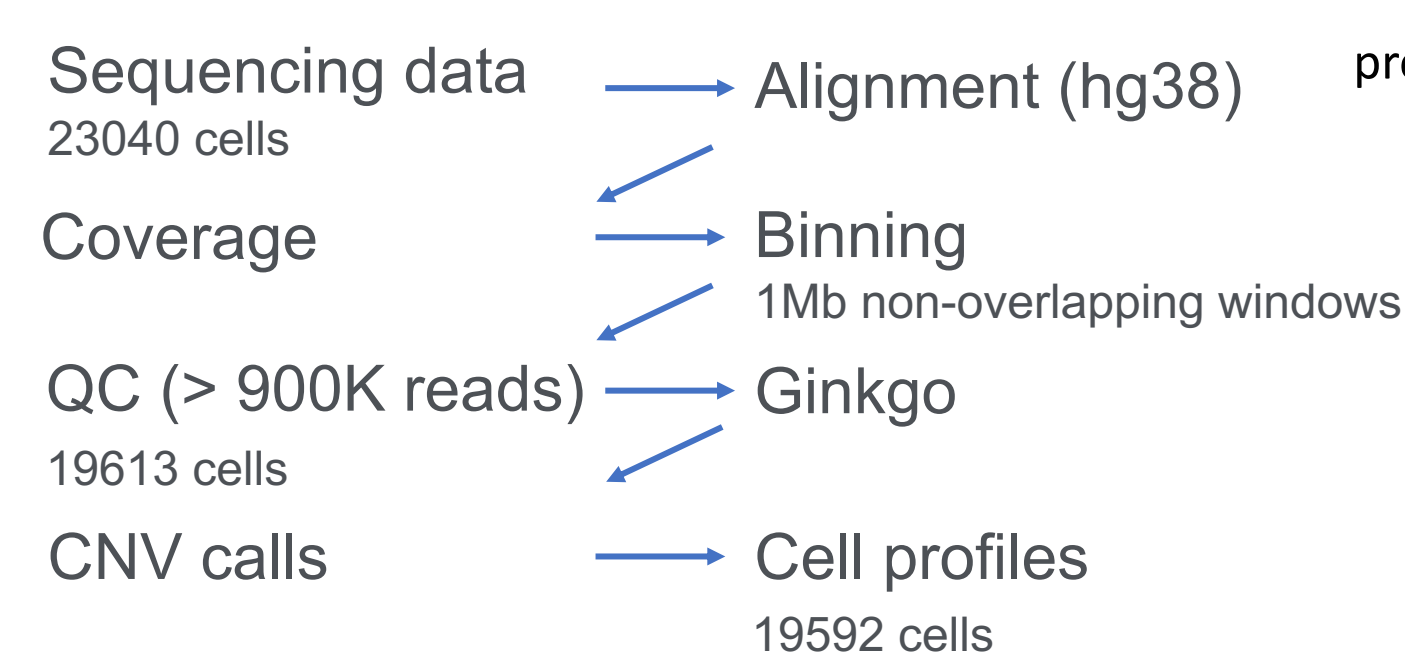 Sequencing data
23040 cells
Alignment (hg38)
Coverage
Binning
1Mb non-overlapping windows
QC (> 900K reads)
19613 cells
Ginkgo
CNV calls
Cell profiles
19592 cells